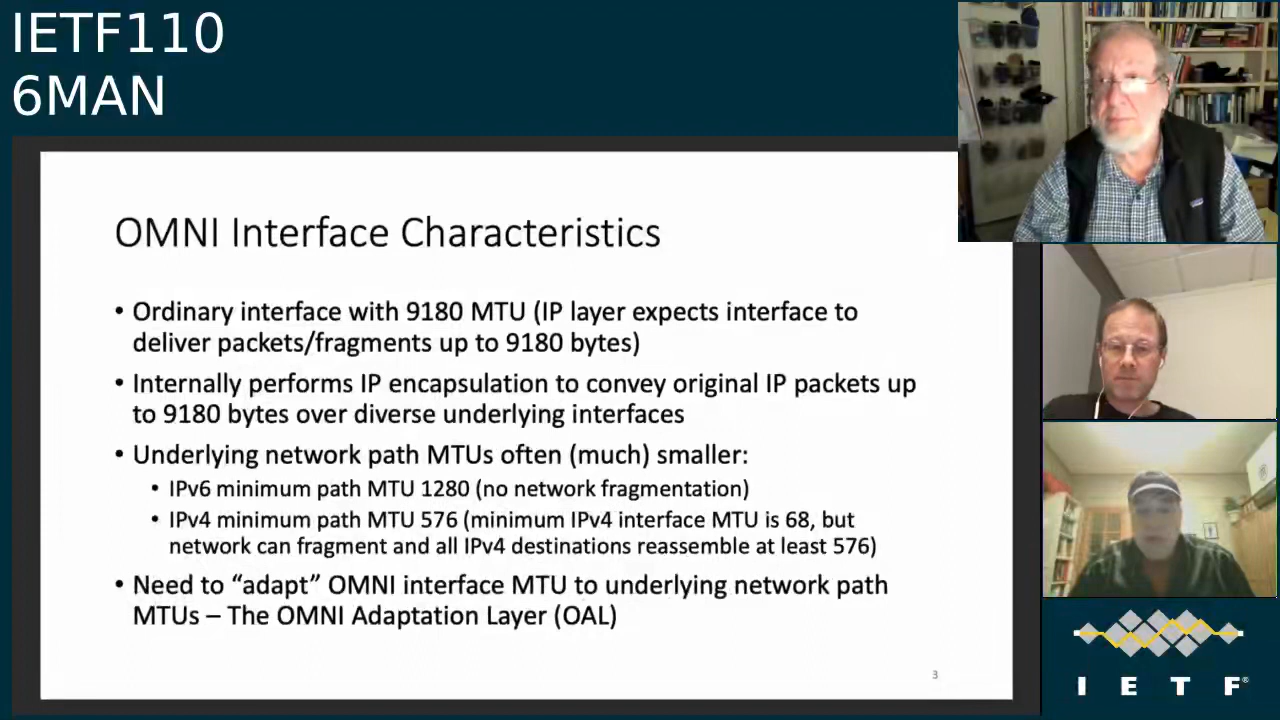 IETF110
6MAN
OMNI Interface Characteristics
• Ordinary interface with 9180 MTU (IP layer expects interface to
deliver packets/fragments up to 9180 bytes)
• Internally performs IP encapsulation to convey original IP packets up
to 9180 bytes over diverse underlying interfaces
• Underlying network path MTUs often (much) smaller:
• IPv6 minimum path MTU 1280 (no network fragmentation)
• IPv4 minimum path MTU 576 (minimum IPv4 interface MTU is 68, but
network can fragment and all IPv4 destinations reassemble at least 576)
• Need to “adapt” OMNI interface MTU to underlying network path
MTUs – The OMNI Adaptation Layer (OAL)
3
I E T F®